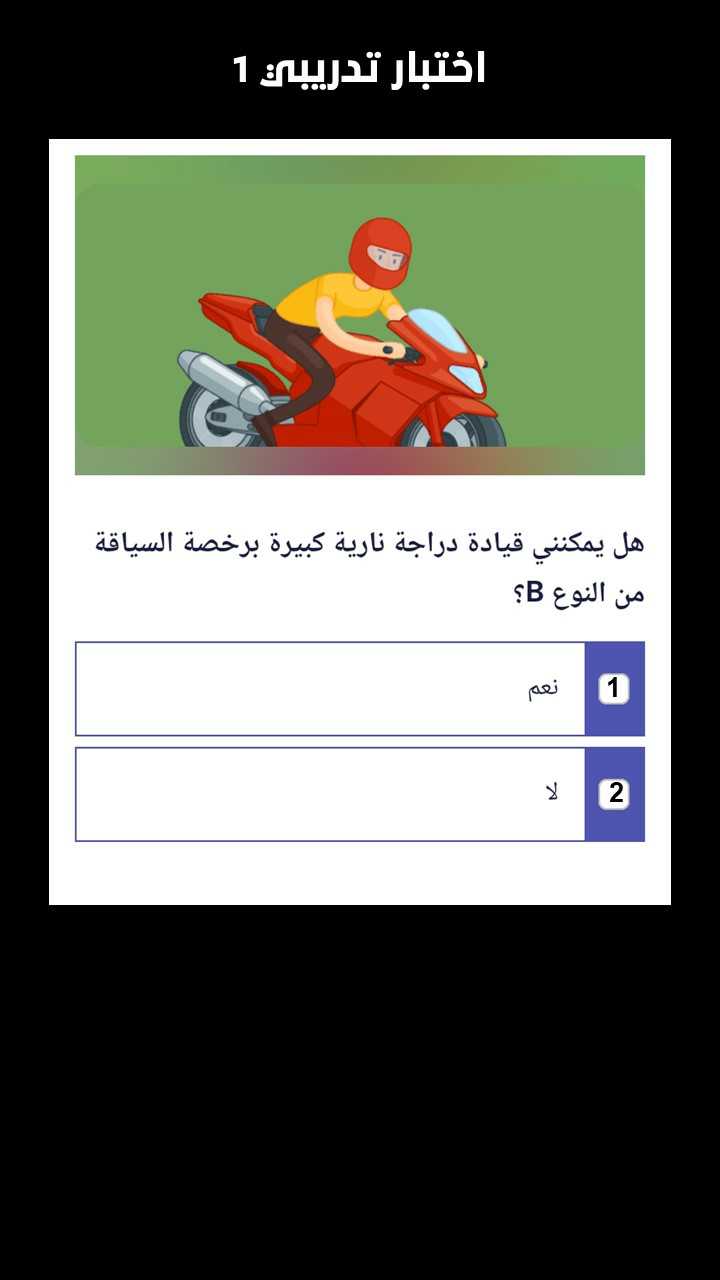 اختبار تدريبي 1
هل يمكنني قيادة دراجة نارية كبيرة برخصة السياقة
من النوع B؟
1 نعم
2 لا